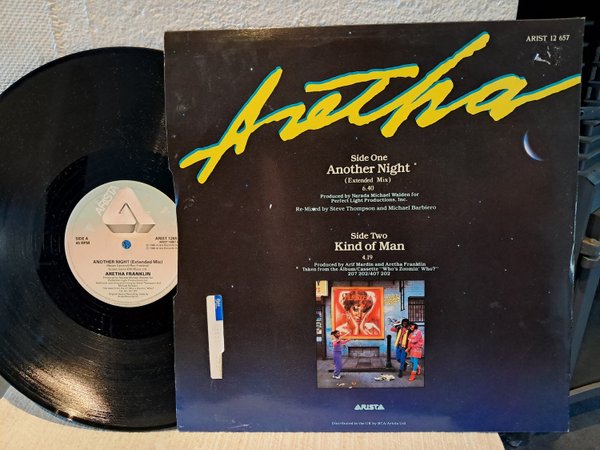 ARIST 12 657
Aretha
Side One
Another Night
(Extended Mix)
6.40
Produced by Narada Michael Walden for
Perfect Light Productions, Inc.
Re-Mixed by Steve Thompson and Michael Barbiero
Side Two
Kind of Man
4.19
Produced by Arif Mardin and Aretha Franklin
Taken from the Album/Cassette "Who's Zoomin' Who?"
207 202/407 202
ARISTA
Distributed in the UK by RCA/Ariola Ltd
ARISTA
SIDE A
45 RPM
ANOTHER NIGHT (Extended Mix)
ARETHA FRANKLIN